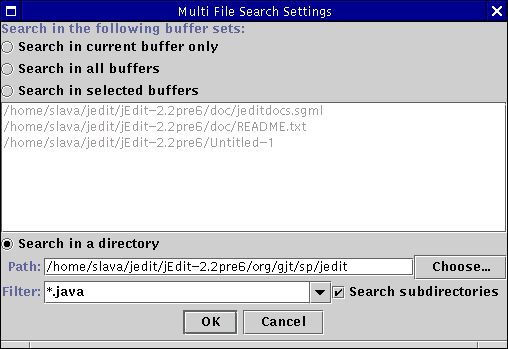 Multi File Search Settings
Search in the following buffer sets:
Search in current buffer only
Search in all buffers
Search in selected buffers
/home/slava/jedit/jEdit-2.2pre6/doc/jeditdocs.sgml
/home/slava/jedit/jEdit-2.2pre6/doc/README.txt
/home/slava/jedit/jEdit-2.2pre6/Untitled-1
Search in a directory
Path: /home/slava/jedit/jEdit-2.2pre6/org/gjt/sp/jedit Choose...
Filter: *.java Search subdirectories
OK Cancel